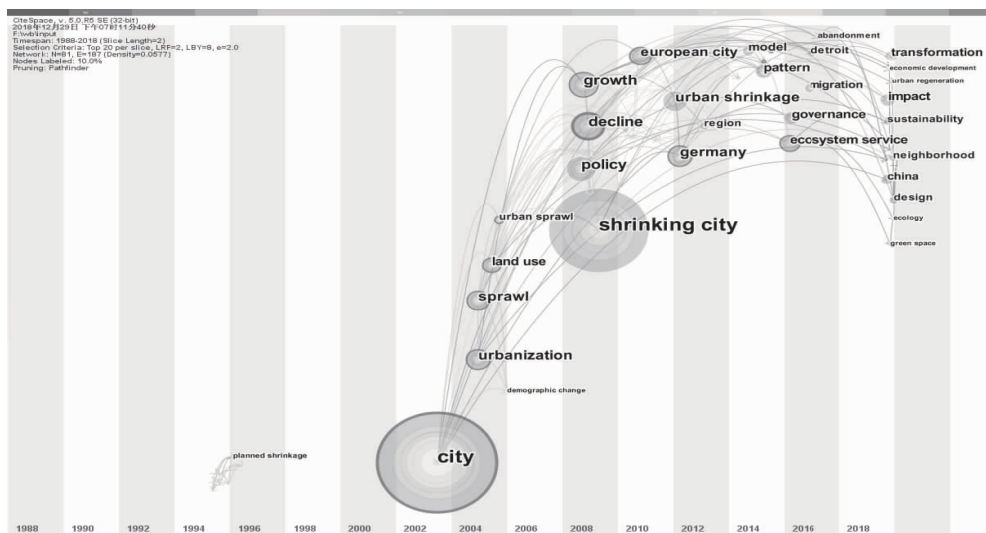 CiteSpace, v. 5.0.R5 SE (32-bit)
2018年12月29日 下午07时11分40秒
F:\wb\input
Timespan: 1988-2018 (Slice Length=2)
Selection Criteria: Top 20 per slice, LRF=2, LBY=8, e=2.0
Network: N=81, E=187 (Density=0.0577)
Nodes Labeled: 10.0%
Pruning: Pathfinder
abandonment
european city
model
detroit
transformation
economic development
pattern
growth
urban regeneration
migration
urban shrinkage
impact
governance
decline
region
sustainability
ecosystem service
germany
neighborhood
policy
china
design
urban sprawl
ecology
shrinking city
green space
land use
sprawl
urbanization
demographic change
planned shrinkage
city
1988 1990 1992 1994 1996 1998 2000 2002 2004 2006 2008 2010 2012 2014 2016 2018